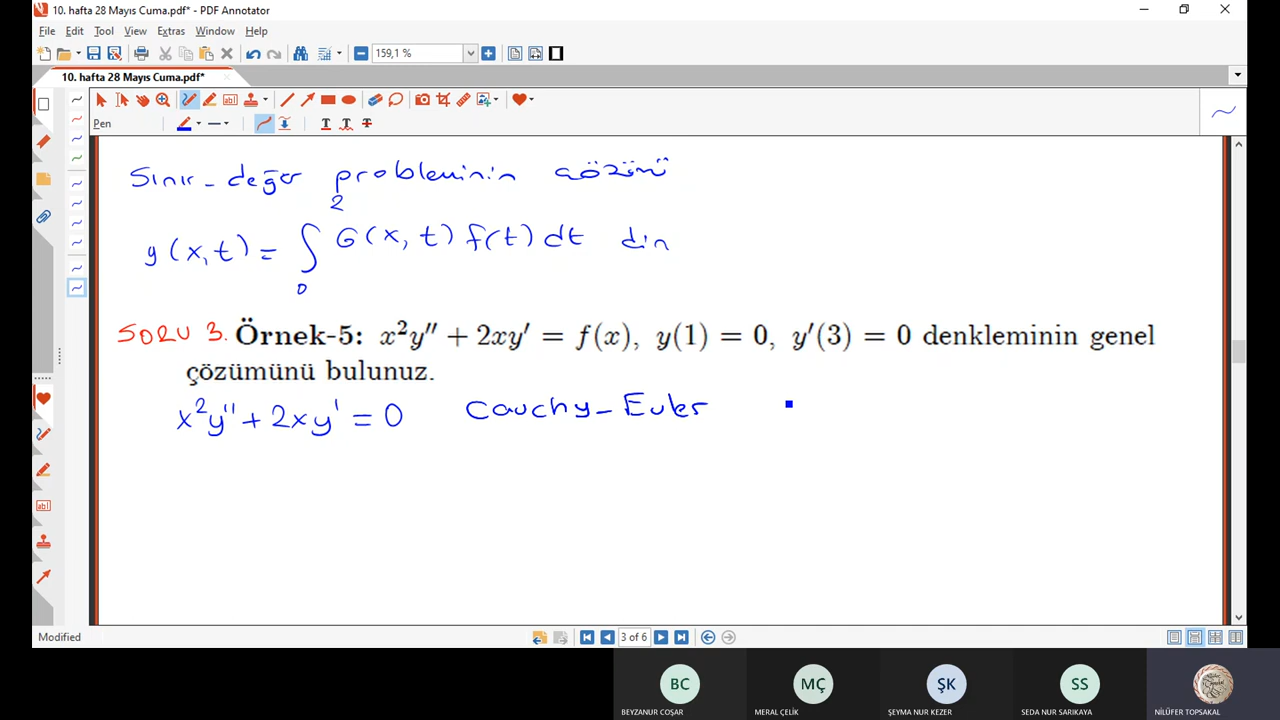 10. hafta 28 Mayıs Cuma.pdf* - PDF Annotator
File Edit Tool View Extras Window Help
159,1 %
10. hafta 28 Mayıs Cuma.pdf*
Pen
Sınır-değer probleminin çözümü
y(x,t) = ∫₀² G(x,t) f(t) dt dir
SORU 3. Örnek-5: x²y'' + 2xy' = f(x), y(1) = 0, y'(3) = 0 denkleminin genel
çözümünü bulunuz.
x²y'' + 2xy' = 0 Cauchy-Euler
Modified
3 of 6
BC MÇ ŞK SS
BEYZANUR COŞAR MERAL ÇELİK ŞEYMA NUR KEZER SEDA NUR SARIKAYA NİLÜFER TOPSAKAL